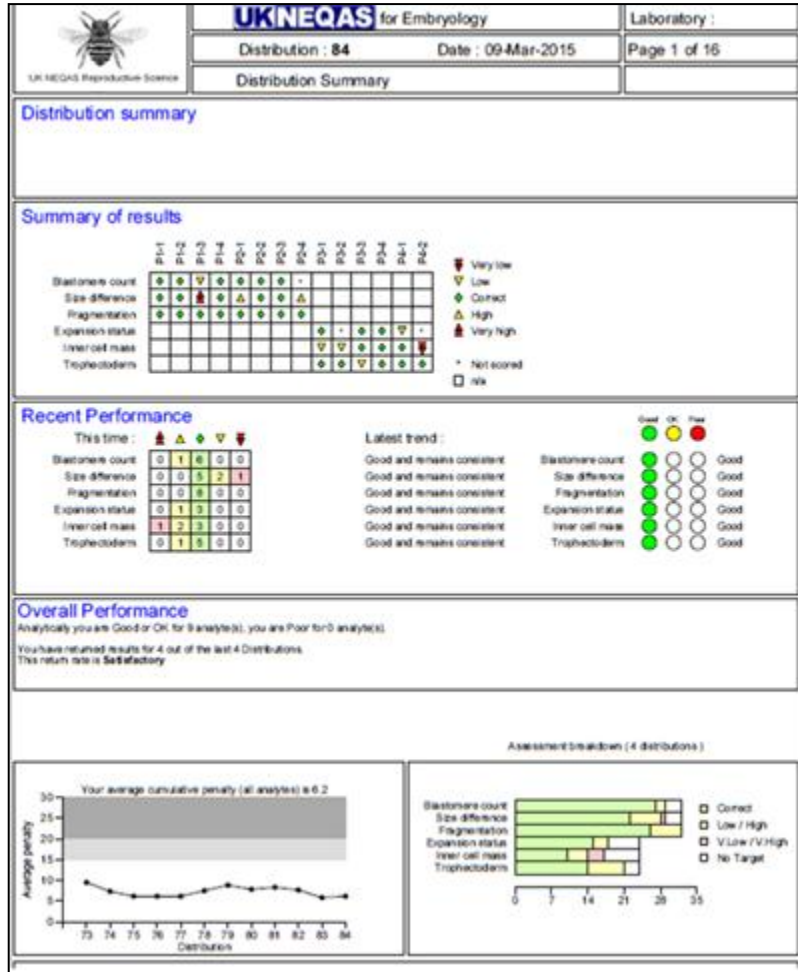 UK NEQAS for Embryology
Laboratory :
Distribution : 84 Date : 09-Mar-2015
Page 1 of 16
UK NEQAS Reproductive Science
Distribution Summary
Distribution summary
Summary of results
P1-1 P1-2 P1-3 P1-4 P2-1 P2-2 P2-3 P2-4 P3-1 P3-2 P3-3 P3-4 P4-1 P4-2
Blastomere count
Size difference
Fragmentation
Expansion status
Inner cell mass
Trophectoderm
Very low
Low
Correct
High
Very high
Not scored
n/a
Recent Performance
This time :
Latest trend :
Good OK Poor
Blastomere count 0 1 6 0 0 Good and remains consistent Blastomere count Good
Size difference 0 0 5 2 1 Good and remains consistent Size difference Good
Fragmentation 0 0 8 0 0 Good and remains consistent Fragmentation Good
Expansion status 0 1 3 0 0 Good and remains consistent Expansion status Good
Inner cell mass 1 2 3 0 0 Good and remains consistent Inner cell mass Good
Trophectoderm 0 1 5 0 0 Good and remains consistent Trophectoderm Good
Overall Performance
Analytically you are Good or OK for 9 analyte(s), you are Poor for 0 analyte(s).
You have returned results for 4 out of the last 4 Distributions.
This return rate is Satisfactory
Assessment breakdown ( 4 distributions )
Your average cumulative penalty (all analytes) is 6.2
Average penalty
30
25
20
15
10
5
0
73 74 75 76 77 78 79 80 81 82 83 84
Distribution
Blastomere count
Size difference
Fragmentation
Expansion status
Inner cell mass
Trophectoderm
0 7 14 21 28 35
Correct
Low / High
V.Low / V.High
No Target